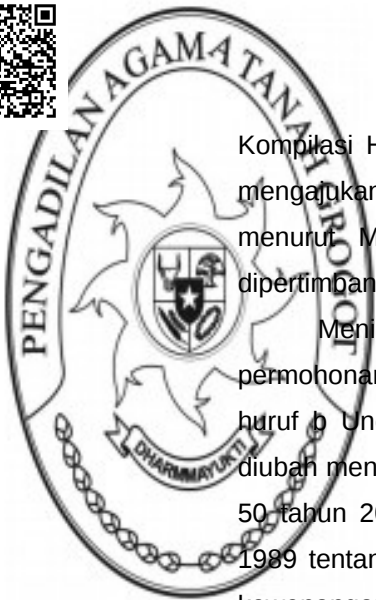 PENGADILAN AGAMA TANAH GROGOT
DHARMMAYUKTI
Kompilasi H
mengajukan
menurut M
dipertimban
Meni
permohonan
huruf b Un
diubah men
50 tahun 20
1989 tentan